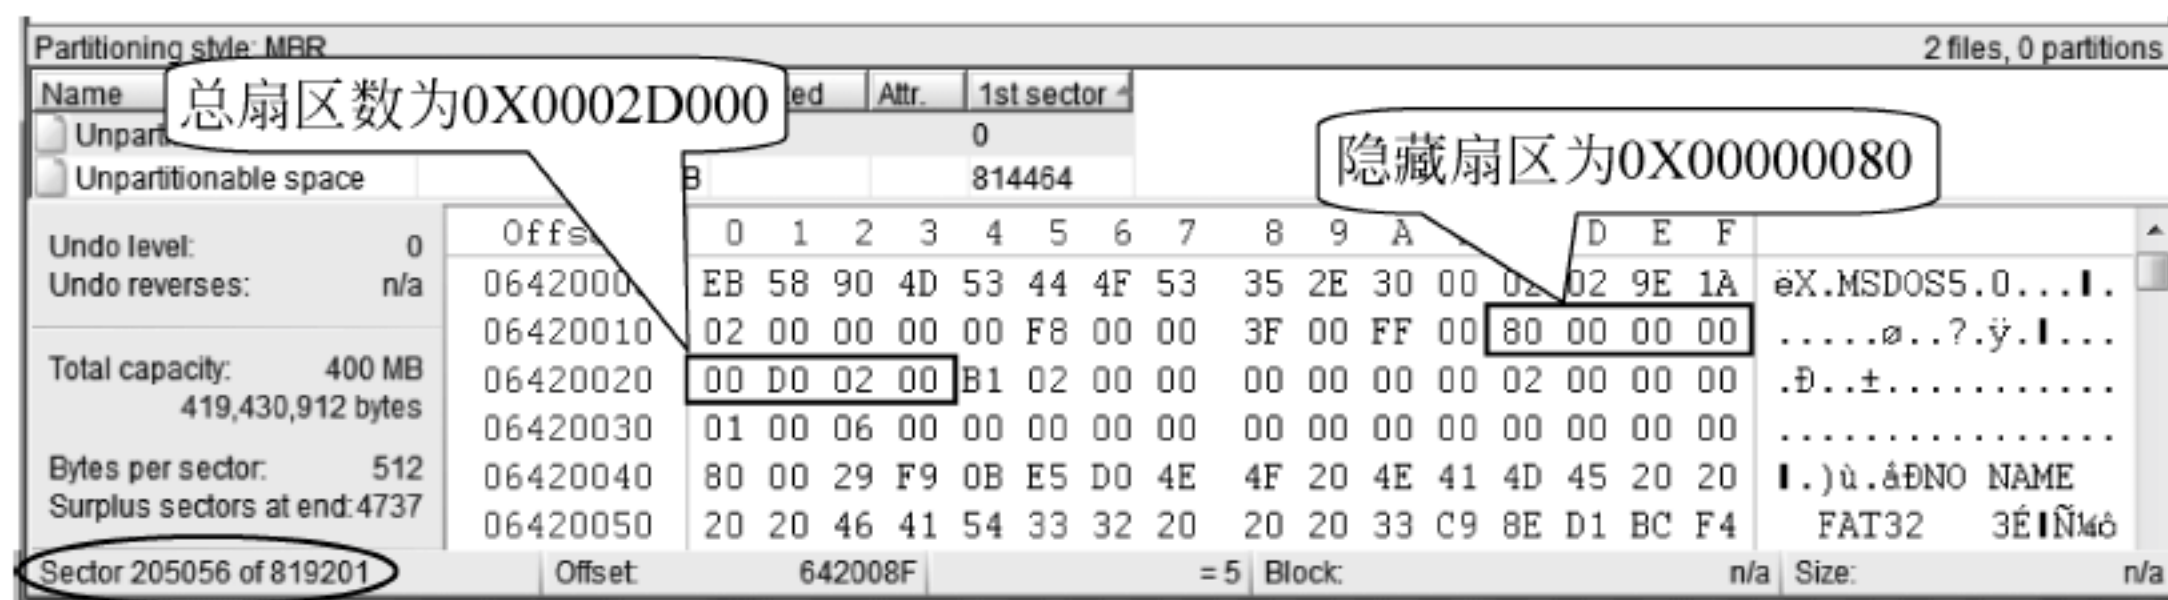 Partitioning style: MBR 2 files, 0 partitions
Name Attr. 1st sector
总扇区数为0X0002D000
0
隐藏扇区为0X00000080
Unpartitionable space B 814464
Undo level: 0
Undo reverses: n/a
Total capacity: 400 MB
419,430,912 bytes
Bytes per sector: 512
Surplus sectors at end: 4737
0 1 2 3 4 5 6 7 8 9 A D E F
EB 58 90 4D 53 44 4F 53 35 2E 30 00 02 02 9E 1A ëX.MSDOS5.0...▮.
06420010 02 00 00 00 00 F8 00 00 3F 00 FF 00 80 00 00 00 .....ø..?.ÿ.▮...
06420020 00 D0 02 00 B1 02 00 00 00 00 00 00 02 00 00 00 .Ð..±...........
06420030 01 00 06 00 00 00 00 00 00 00 00 00 00 00 00 00 ................
06420040 80 00 29 F9 0B E5 D0 4E 4F 20 4E 41 4D 45 20 20 ▮.)ù.åÐNO NAME
06420050 20 20 46 41 54 33 32 20 20 20 33 C9 8E D1 BC F4 FAT32 3É▮Ñ¼ô
Sector 205056 of 819201 Offset: 642008F = 5 Block: n/a Size: n/a